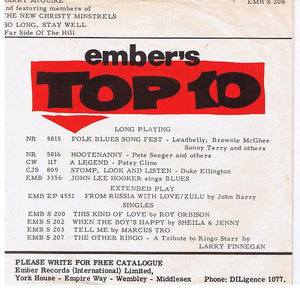 BARRY McGUIRE
EMB S 208
and featuring members of
THE NEW CHRISTY MINSTRELS
SO LONG, STAY WELL
Far Side Of The Hill
ember's
TOP 10
LONG PLAYING
NR 5015 FOLK BLUES SONG FEST - Leadbelly, Brownie McGhee
Sonny Terry and others
NR 5016 HOOTENANNY - Pete Seeger and others
CW 117 A LEGEND - Patsy Cline
CJS 809 STOMP, LOOK AND LISTEN - Duke Ellington
EMB 3356 JOHN LEE HOOKER sings BLUES
EXTENDED PLAY
EMB EP 4551 FROM RUSSIA WITH LOVE/ZULU by John Barry
SINGLES
EMB S 200 THIS KIND OF LOVE by ROY ORBISON
EMB S 202 WHEN THE BOY'S HAPPY by SHEILA & JENNY
EMB S 203 TELL ME by MARCUS TRO
EMB S 207 THE OTHER RINGO - A Tribute to Ringo Starr by
LARRY FINNEGAN
PLEASE WRITE FOR FREE CATALOGUE
Ember Records (International) Limited,
York House - Empire Way - Wembley - Middlesex Phone; DILigence 1077.